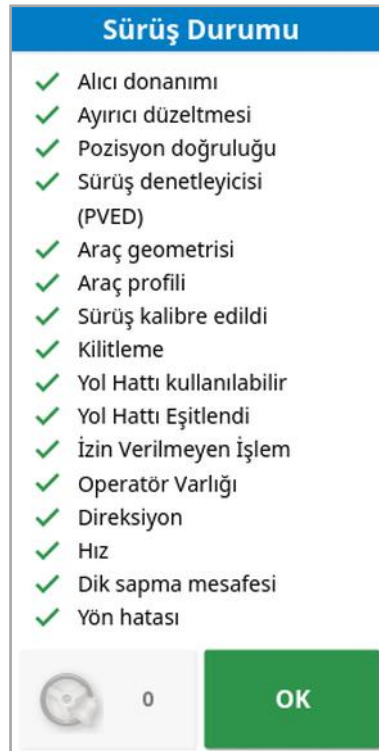 Sürüş Durumu
Alıcı donanımı
Ayırıcı düzeltmesi
Pozisyon doğruluğu
Sürüş denetleyicisi
(PVED)
Araç geometrisi
Araç profili
Sürüş kalibre edildi
Kilitleme
Yol Hattı kullanılabilir
Yol Hattı Eşitlendi
İzin Verilmeyen İşlem
Operatör Varlığı
Direksiyon
Hız
Dik sapma mesafesi
Yön hatası
0
OK